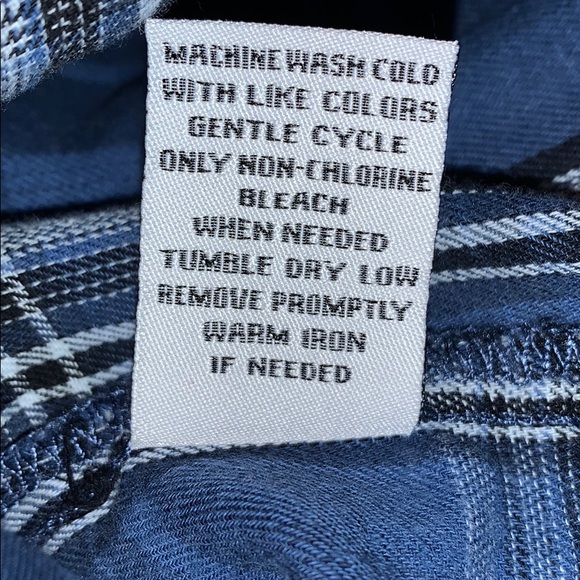 MACHINE WASH COLD
WITH LIKE COLORS
GENTLE CYCLE
ONLY NON-CHLORINE
BLEACH
WHEN NEEDED
TUMBLE DRY LOW
REMOVE PROMPTLY
WARM IRON
IF NEEDED